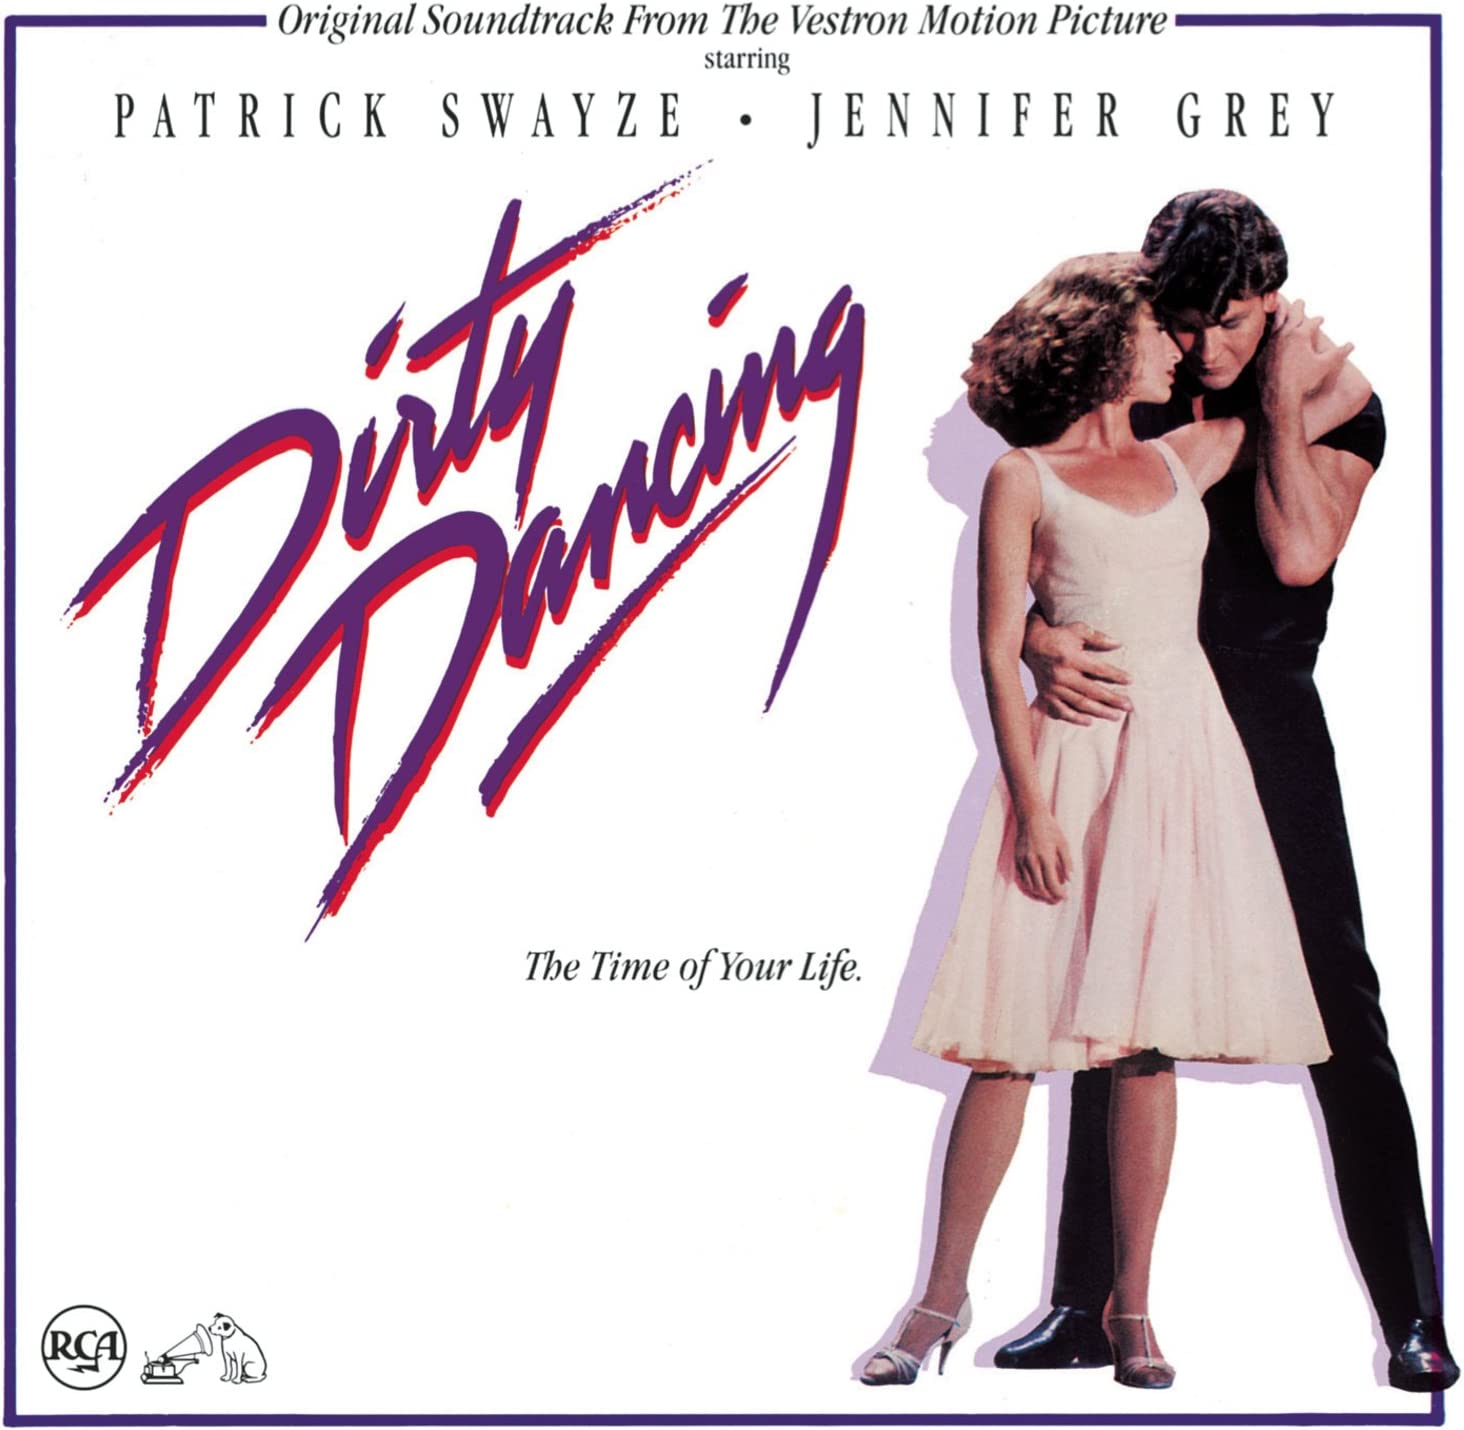 Original Soundtrack From The Vestron Motion Picture
starring
PATRICK SWAYZE • JENNIFER GREY
Dirty
Dancing
The Time of Your Life.
RCA